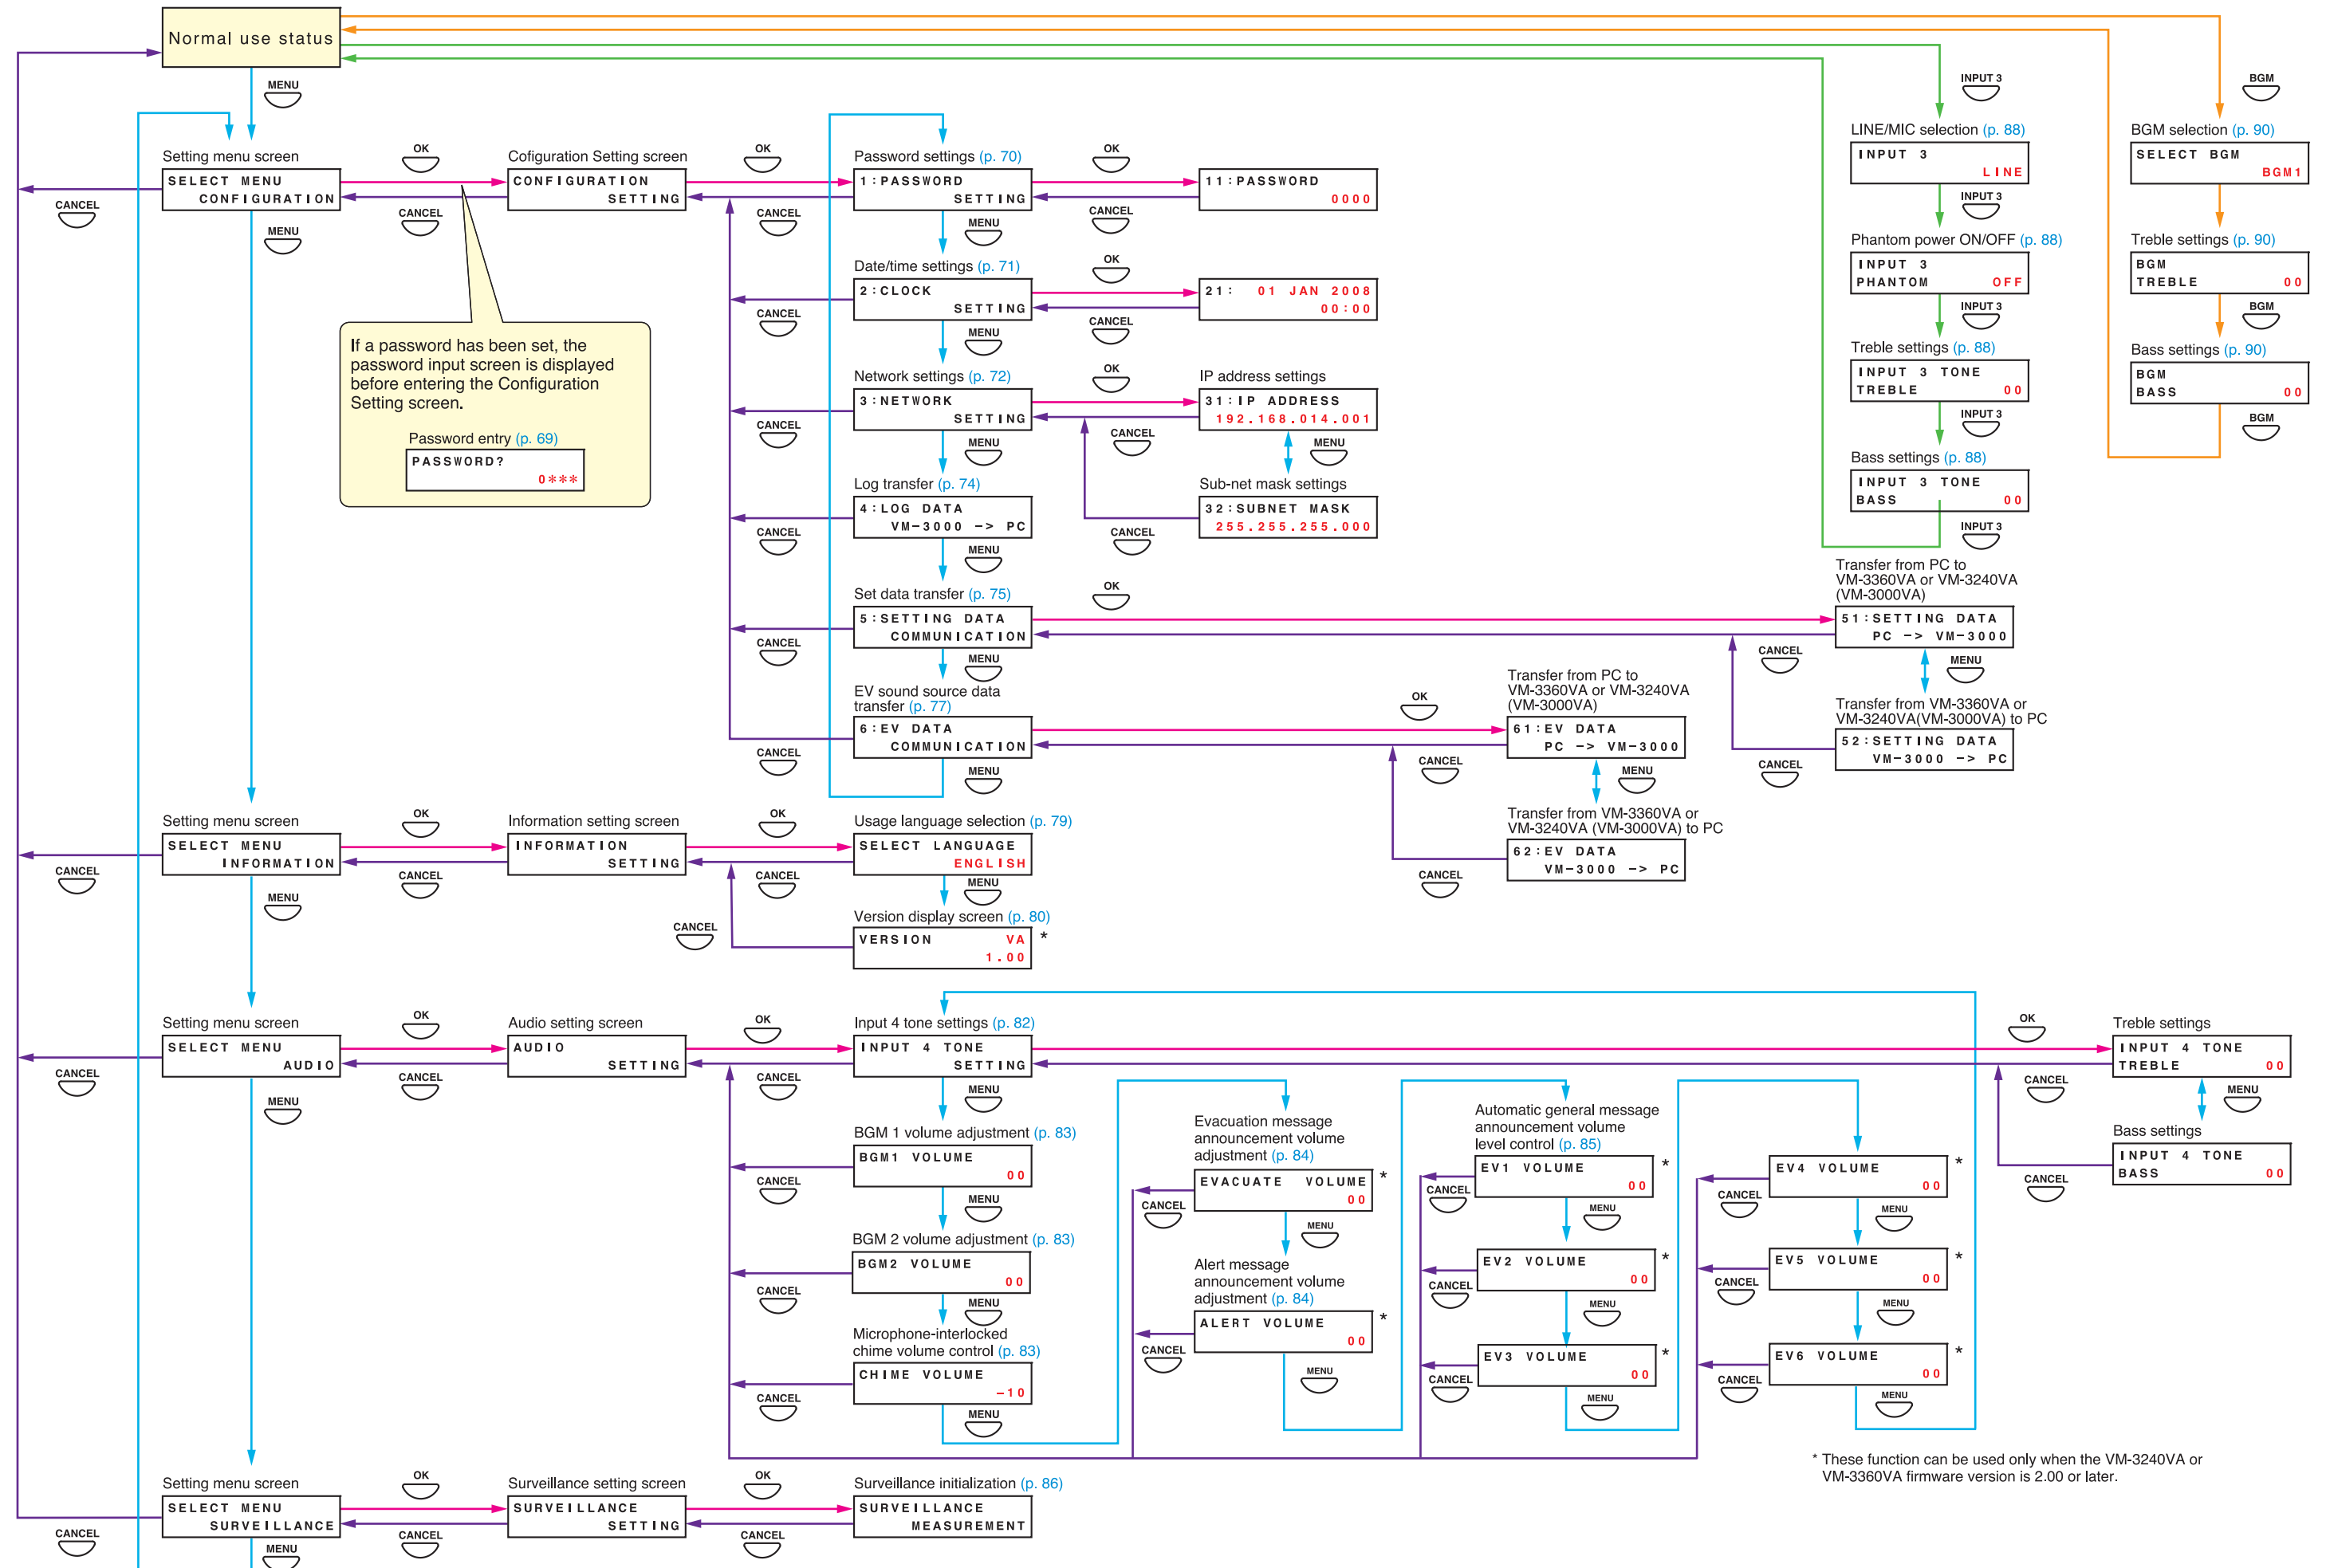 Normal use status
MENU
INPUT 3
BGM
Setting menu screen
SELECT MENU
CONFIGURATION
CANCEL
MENU
OK
CANCEL
Cofiguration Setting screen
CONFIGURATION
SETTING
OK
CANCEL
Password settings (p. 70)
1:PASSWORD
SETTING
OK
CANCEL
11:PASSWORD
0000
MENU
If a password has been set, the
password input screen is displayed
before entering the Configuration
Setting screen.
Password entry (p. 69)
PASSWORD?
0***
Date/time settings (p. 71)
2:CLOCK
SETTING
CANCEL
OK
CANCEL
21: 01 JAN 2008
00:00
MENU
Network settings (p. 72)
3:NETWORK
SETTING
CANCEL
OK
CANCEL
IP address settings
31:IP ADDRESS
192.168.014.001
MENU
MENU
Sub-net mask settings
32:SUBNET MASK
255.255.255.000
CANCEL
Log transfer (p. 74)
4:LOG DATA
VM-3000 -> PC
CANCEL
MENU
Set data transfer (p. 75)
5:SETTING DATA
COMMUNICATION
CANCEL
OK
MENU
Transfer from PC to
VM-3360VA or VM-3240VA
(VM-3000VA)
51:SETTING DATA
PC -> VM-3000
CANCEL
MENU
Transfer from VM-3360VA or
VM-3240VA(VM-3000VA) to PC
52:SETTING DATA
VM-3000 -> PC
CANCEL
EV sound source data
transfer (p. 77)
6:EV DATA
COMMUNICATION
CANCEL
MENU
OK
Transfer from PC to
VM-3360VA or VM-3240VA
(VM-3000VA)
61:EV DATA
PC -> VM-3000
CANCEL
MENU
Transfer from VM-3360VA or
VM-3240VA (VM-3000VA) to PC
62:EV DATA
VM-3000 -> PC
CANCEL
LINE/MIC selection (p. 88)
INPUT 3
LINE
INPUT 3
Phantom power ON/OFF (p. 88)
INPUT 3
PHANTOM OFF
INPUT 3
Treble settings (p. 88)
INPUT 3 TONE
TREBLE 00
INPUT 3
Bass settings (p. 88)
INPUT 3 TONE
BASS 00
INPUT 3
BGM selection (p. 90)
SELECT BGM
BGM1
Treble settings (p. 90)
BGM
TREBLE 00
BGM
Bass settings (p. 90)
BGM
BASS 00
BGM
Setting menu screen
SELECT MENU
INFORMATION
CANCEL
MENU
OK
CANCEL
Information setting screen
INFORMATION
SETTING
OK
CANCEL
Usage language selection (p. 79)
SELECT LANGUAGE
ENGLISH
MENU
Version display screen (p. 80)
VERSION VA *
1.00
CANCEL
Setting menu screen
SELECT MENU
AUDIO
CANCEL
MENU
OK
CANCEL
Audio setting screen
AUDIO
SETTING
OK
CANCEL
Input 4 tone settings (p. 82)
INPUT 4 TONE
SETTING
MENU
OK
CANCEL
Treble settings
INPUT 4 TONE
TREBLE 00
MENU
Bass settings
INPUT 4 TONE
BASS 00
CANCEL
BGM 1 volume adjustment (p. 83)
BGM1 VOLUME
00
CANCEL
MENU
BGM 2 volume adjustment (p. 83)
BGM2 VOLUME
00
CANCEL
MENU
Microphone-interlocked
chime volume control (p. 83)
CHIME VOLUME
-10
CANCEL
MENU
Evacuation message
announcement volume
adjustment (p. 84)
EVACUATE VOLUME *
00
CANCEL
MENU
Alert message
announcement volume
adjustment (p. 84)
ALERT VOLUME *
00
CANCEL
MENU
Automatic general message
announcement volume
level control (p. 85)
EV1 VOLUME *
00
CANCEL
MENU
EV2 VOLUME *
00
CANCEL
MENU
EV3 VOLUME *
00
CANCEL
MENU
EV4 VOLUME *
00
CANCEL
MENU
EV5 VOLUME *
00
CANCEL
MENU
EV6 VOLUME *
00
CANCEL
MENU
* These function can be used only when the VM-3240VA or
VM-3360VA firmware version is 2.00 or later.
Setting menu screen
SELECT MENU
SURVEILLANCE
CANCEL
MENU
OK
CANCEL
Surveillance setting screen
SURVEILLANCE
SETTING
OK
CANCEL
Surveillance initialization (p. 86)
SURVEILLANCE
MEASUREMENT